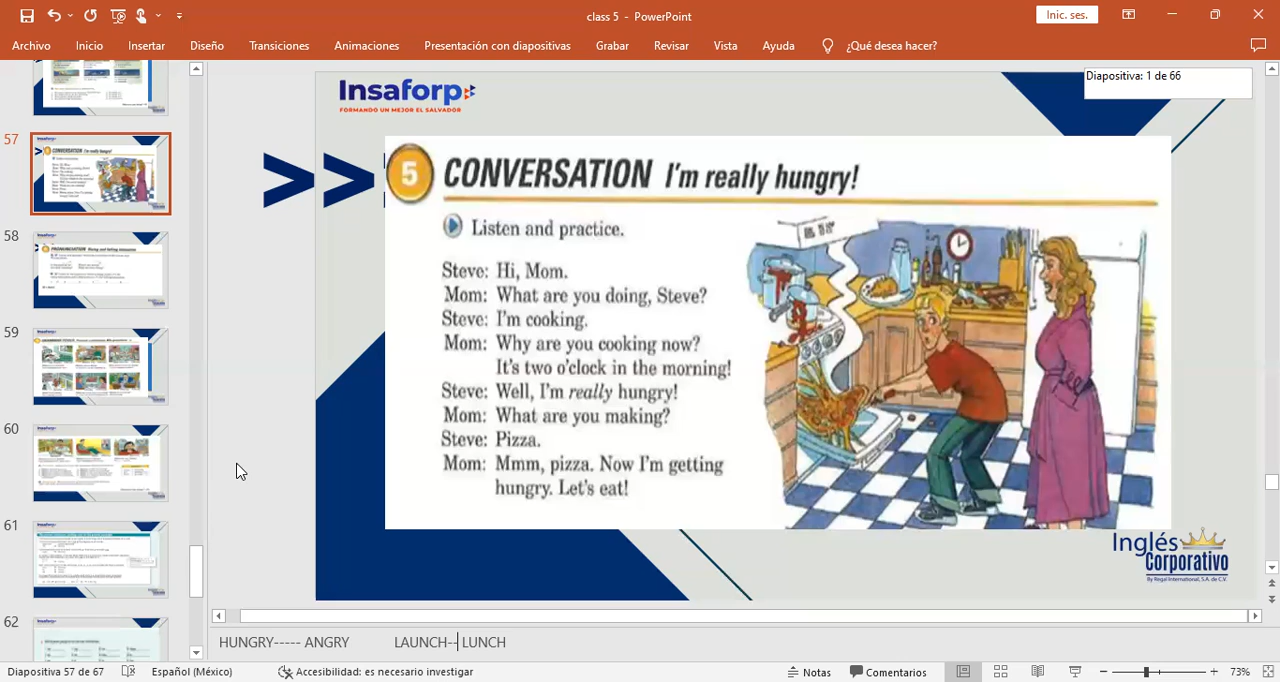 class 5 - PowerPoint
Inic. ses.
Archivo Inicio Insertar Diseño Transiciones Animaciones Presentación con diapositivas Grabar Revisar Vista Ayuda ¿Qué desea hacer?
Diapositiva: 1 de 66
57
58
59
60
61
62
Insaforp
FORMANDO UN MEJOR EL SALVADOR
5 CONVERSATION I'm really hungry!
Listen and practice.
Steve: Hi, Mom.
Mom: What are you doing, Steve?
Steve: I'm cooking.
Mom: Why are you cooking now?
It's two o'clock in the morning!
Steve: Well, I'm really hungry!
Mom: What are you making?
Steve: Pizza.
Mom: Mmm, pizza. Now I'm getting
hungry. Let's eat!
Inglés
Corporativo
By Regal International, S.A. de C.V.
HUNGRY----- ANGRY LAUNCH-- LUNCH
Diapositiva 57 de 67 Español (México) Accesibilidad: es necesario investigar Notas Comentarios 73%